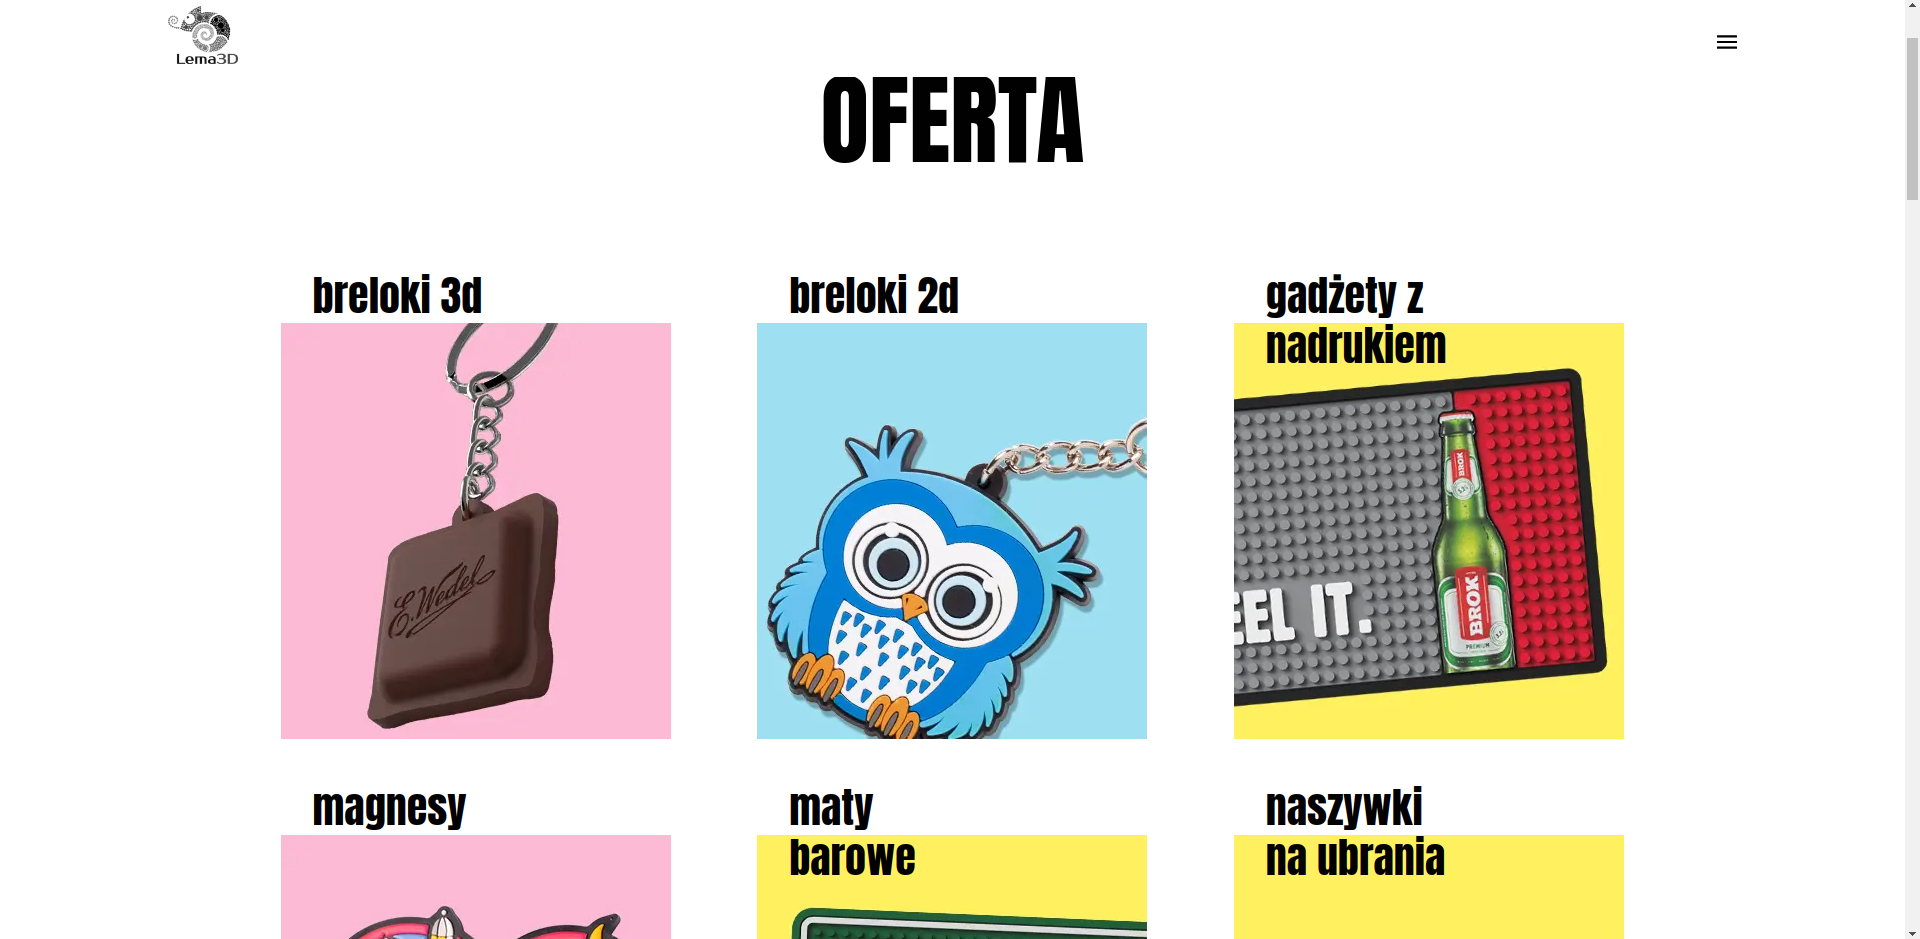 Lema3D
OFERTA
breloki 3d
breloki 2d
gadżety z
nadrukiem
E. Wedel
BROK
EEL IT.
BROK
PREMIUM
magnesy
maty
barowe
naszywki
na ubrania